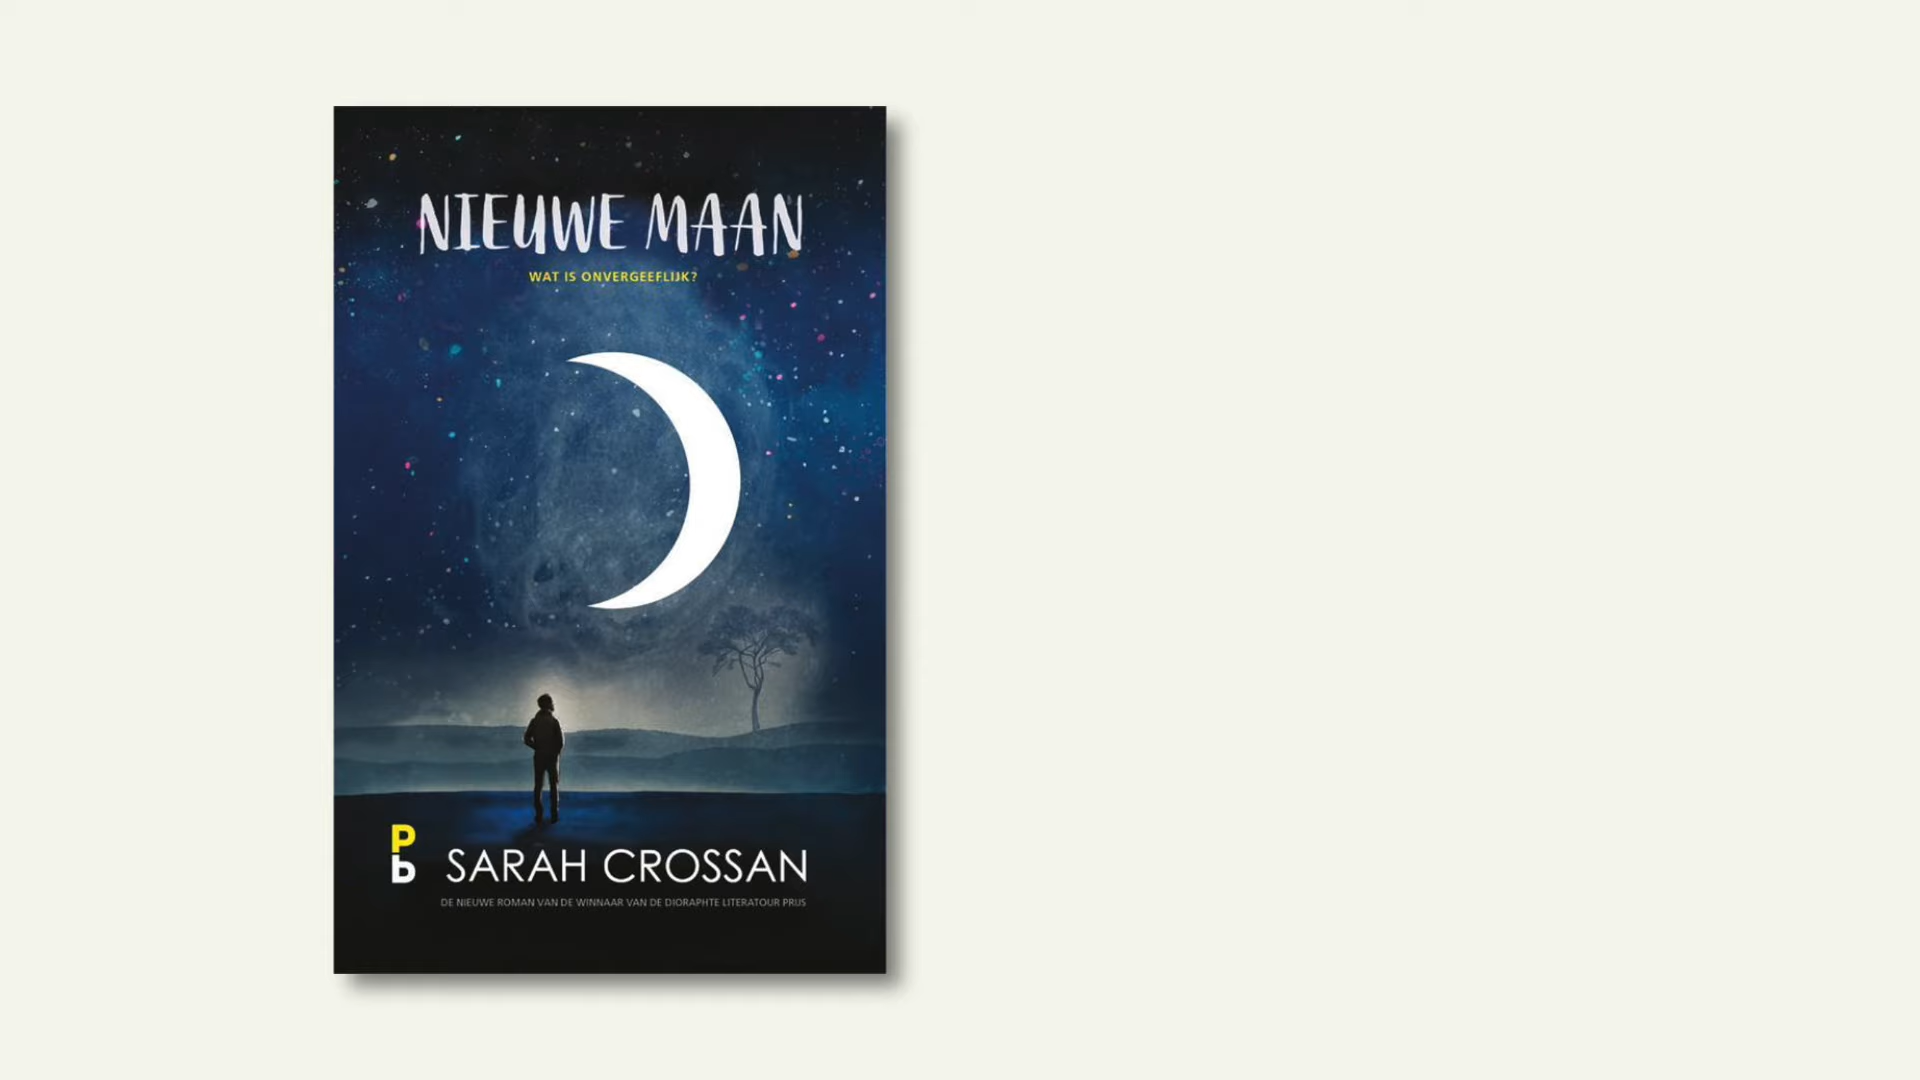 NIEUWE MAAN
WAT IS ONVERGEEFLIJK?
P
b
SARAH CROSSAN
DE NIEUWE ROMAN VAN DE WINNAAR VAN DE DIORAPHTE LITERATOUR PRIJS